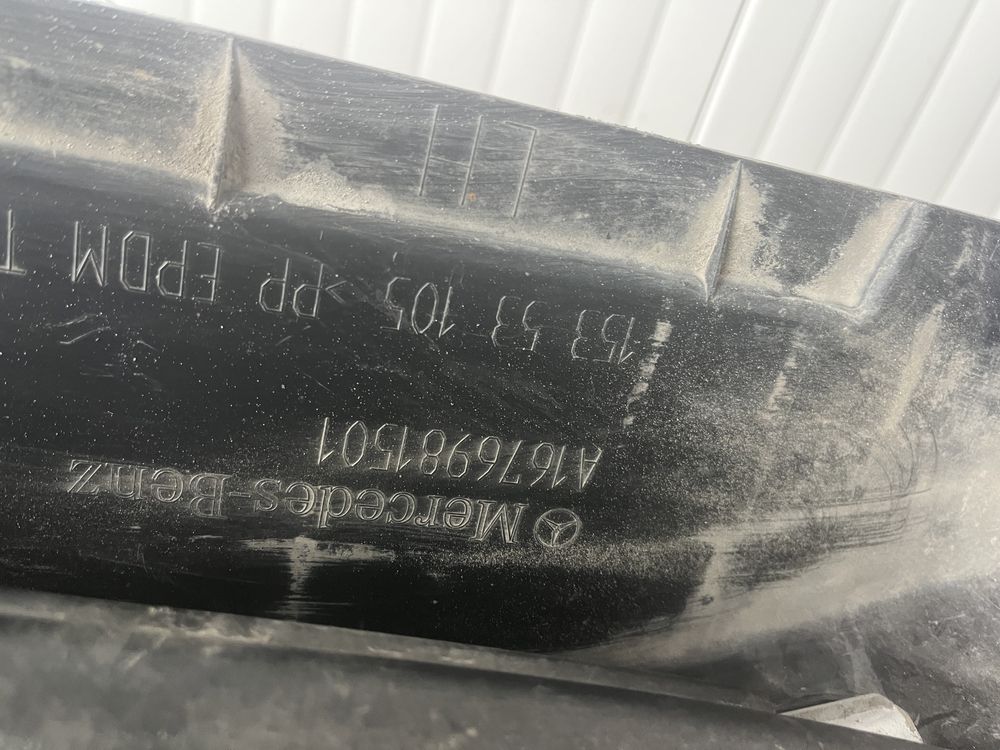 Mercedes-Benz
A1676981501
153 53 105 >PP EPDM T